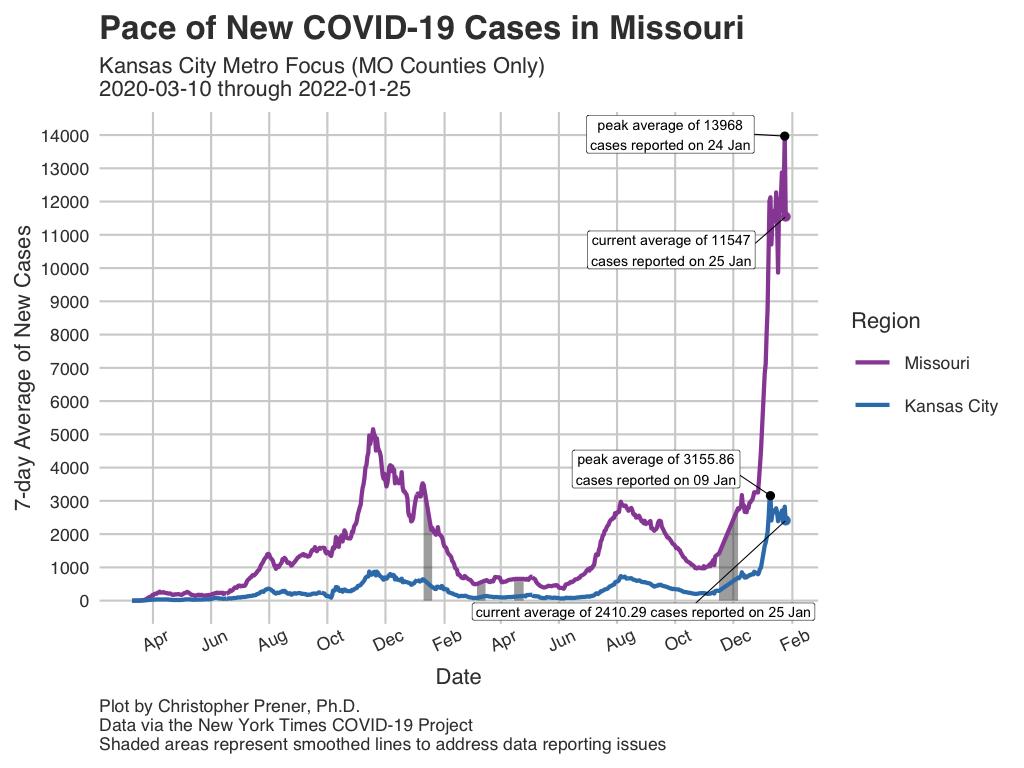 Pace of New COVID-19 Cases in Missouri
Kansas City Metro Focus (MO Counties Only)
2020-03-10 through 2022-01-25
7-day Average of New Cases
14000
13000
12000
11000
10000
9000
8000
7000
6000
5000
4000
3000
2000
1000
0
peak average of 13968
cases reported on 24 Jan
current average of 11547
cases reported on 25 Jan
peak average of 3155.86
cases reported on 09 Jan
current average of 2410.29 cases reported on 25 Jan
Apr
Jun
Aug
Oct
Dec
Feb
Apr
Jun
Aug
Oct
Dec
Feb
Date
Region
Missouri
Kansas City
Plot by Christopher Prener, Ph.D.
Data via the New York Times COVID-19 Project
Shaded areas represent smoothed lines to address data reporting issues